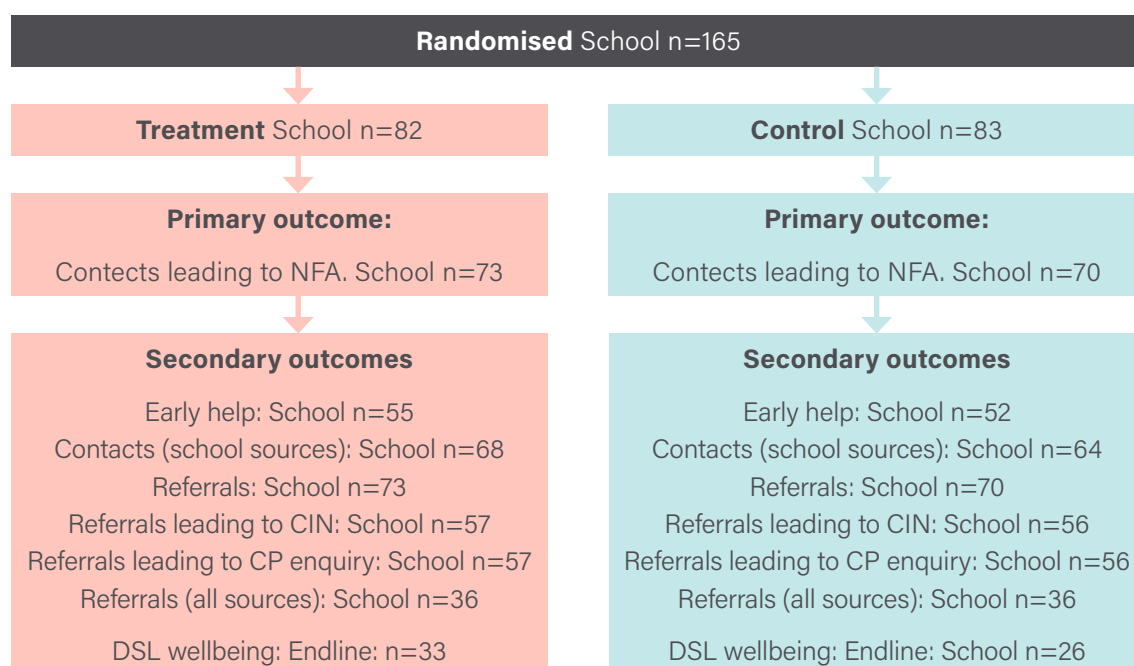 Randomised School n=165
Treatment School n=82
Primary outcome:
Contects leading to NFA. School n=73
Secondary outcomes
Early help: School n=55
Contacts (school sources): School n=68
Referrals: School n=73
Referrals leading to CIN: School n=57
Referrals leading to CP enquiry: School n=57
Referrals (all sources): School n=36
DSL wellbeing: Endline: n=33
Control School n=83
Primary outcome:
Contects leading to NFA. School n=70
Secondary outcomes
Early help: School n=52
Contacts (school sources): School n=64
Referrals: School n=70
Referrals leading to CIN: School n=56
Referrals leading to CP enquiry: School n=56
Referrals (all sources): School n=36
DSL wellbeing: Endline: School n=26